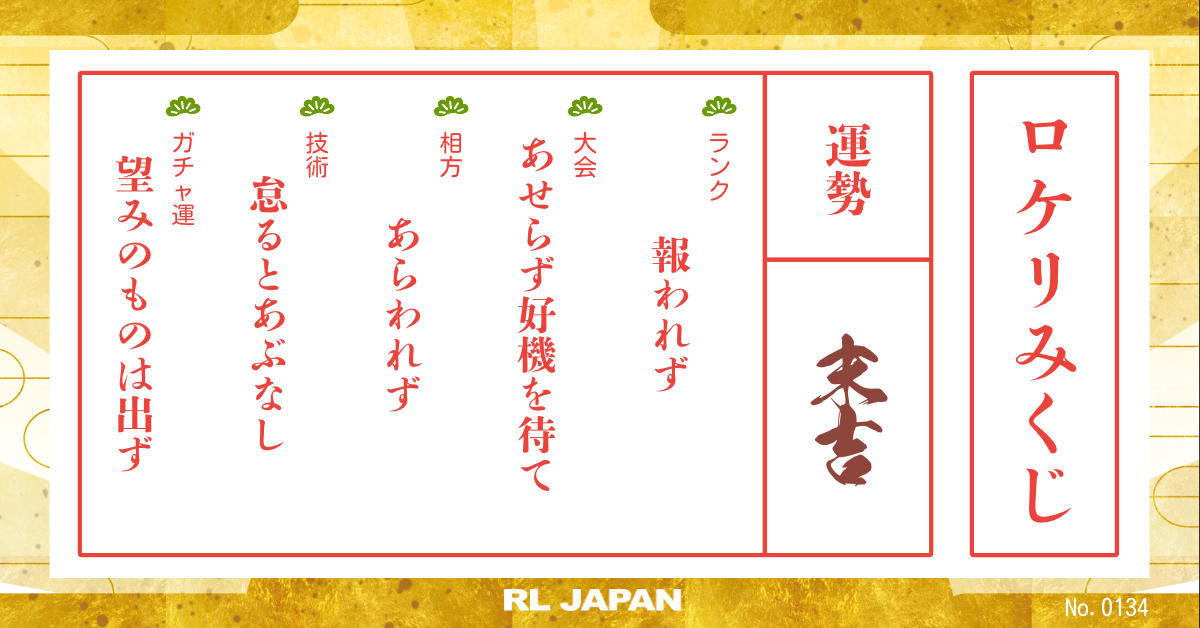 ロケリみくじ
運勢
末吉
ランク
報われず
大会
あせらず好機を待て
相方
あらわれず
技術
怠るとあぶなし
ガチャ運
望みのものは出ず
RL JAPAN
No. 0134